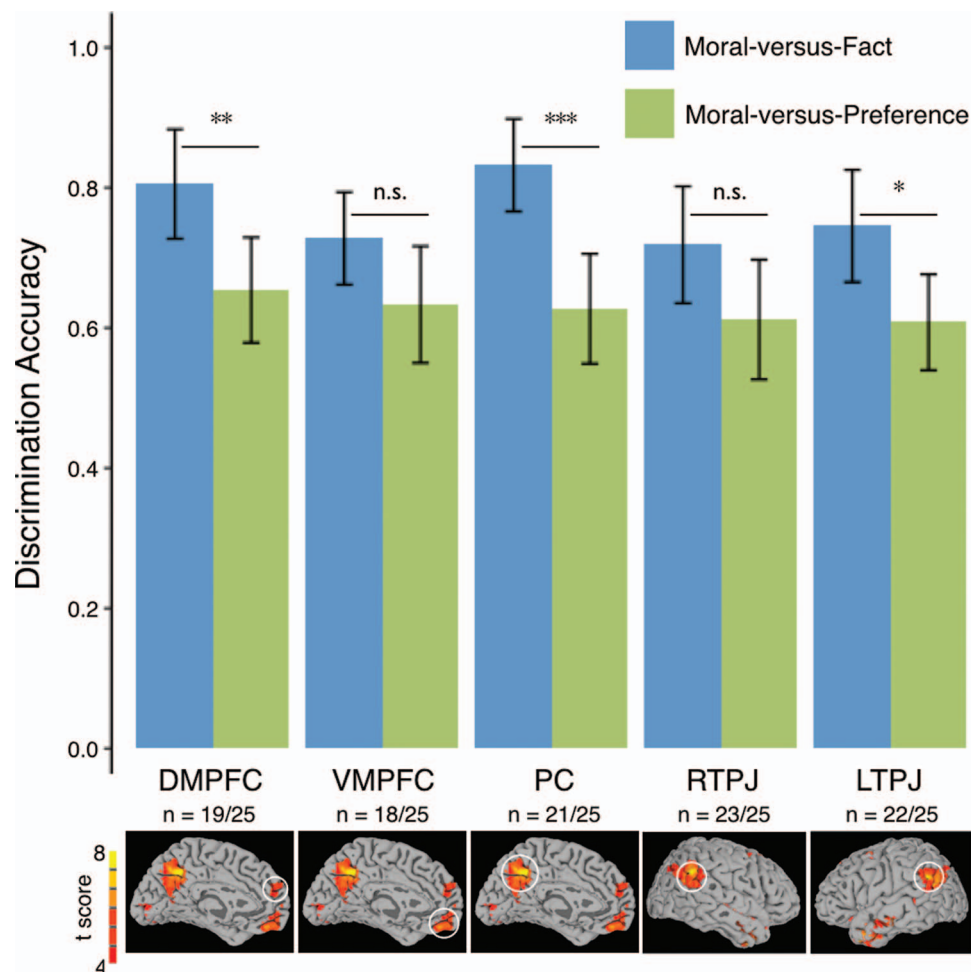 1.0
Moral-versus-Fact
Moral-versus-Preference
**
***
n.s.
n.s.
*
0.8
0.6
0.4
0.2
0.0
Discrimination Accuracy
DMPFC VMPFC PC RTPJ LTPJ
n = 19/25 n = 18/25 n = 21/25 n = 23/25 n = 22/25
8
t score
4